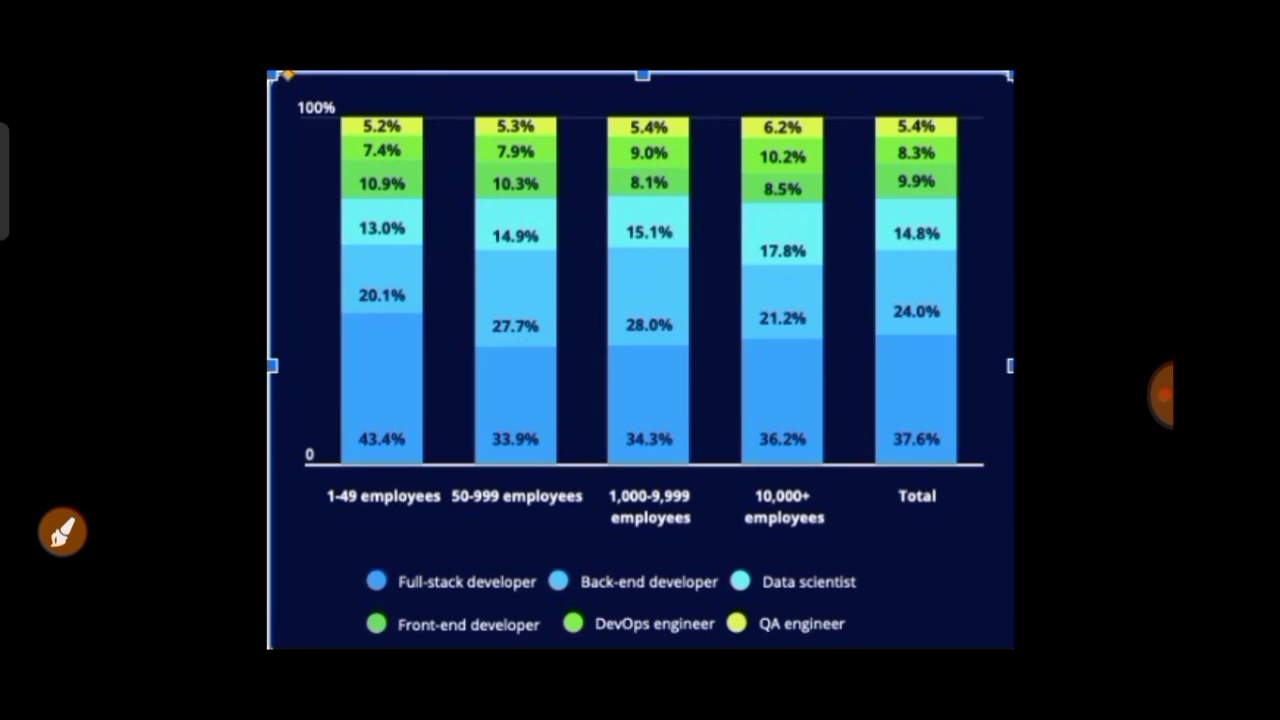 100%
5.2% 5.3% 5.4% 6.2% 5.4%
7.4% 7.9% 9.0% 10.2% 8.3%
10.9% 10.3% 8.1% 8.5% 9.9%
13.0% 14.9% 15.1% 17.8% 14.8%
20.1% 27.7% 28.0% 21.2% 24.0%
43.4% 33.9% 34.3% 36.2% 37.6%
0
1-49 employees 50-999 employees 1,000-9,999 10,000+ Total
employees employees
Full-stack developer Back-end developer Data scientist
Front-end developer DevOps engineer QA engineer